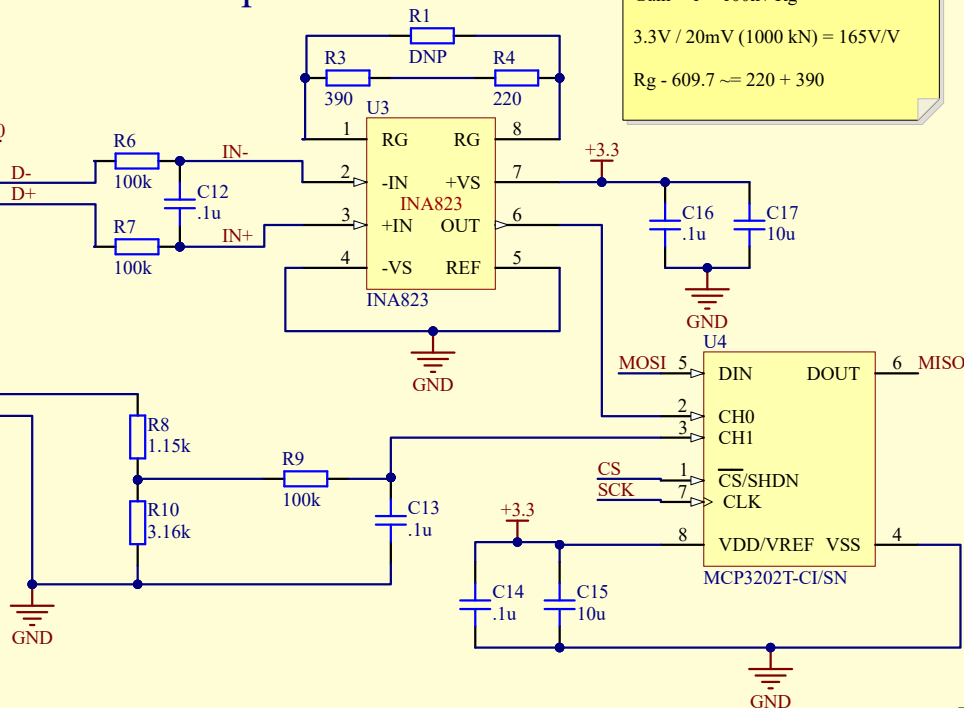 R1
DNP
3.3V / 20mV (1000 kN) = 165V/V
Rg - 609.7 ~= 220 + 390
R3
390
R4
220
U3
1 RG RG 8
2 -IN +VS 7
INA823
3 +IN OUT 6
4 -VS REF 5
INA823
GND
R6
100k
D-
D+
IN-
C12
.1u
R7
100k
IN+
+3.3
C16
.1u
C17
10u
GND
U4
MOSI 5 DIN DOUT 6 MISO
2 CH0
3 CH1
CS 1 CS/SHDN
SCK 7 CLK
8 VDD/VREF VSS 4
MCP3202T-CI/SN
R8
1.15k
R9
100k
R10
3.16k
C13
.1u
+3.3
C14
.1u
C15
10u
GND
GND